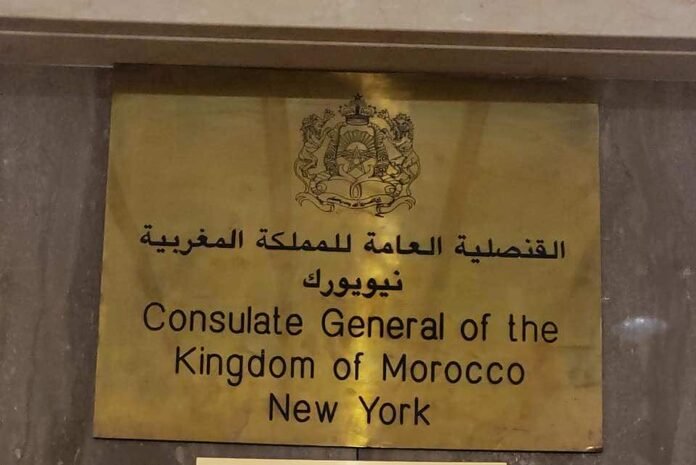 القنصلية العامة للمملكة المغربية
نيويورك
Consulate General of the
Kingdom of Morocco
New York